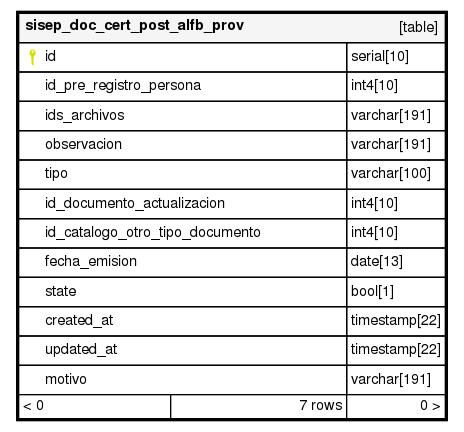 sisep_doc_cert_post_alfb_prov [table]
id serial[10]
id_pre_registro_persona int4[10]
ids_archivos varchar[191]
observacion varchar[191]
tipo varchar[100]
id_documento_actualizacion int4[10]
id_catalogo_otro_tipo_documento int4[10]
fecha_emision date[13]
state bool[1]
created_at timestamp[22]
updated_at timestamp[22]
motivo varchar[191]
< 0 7 rows 0 >